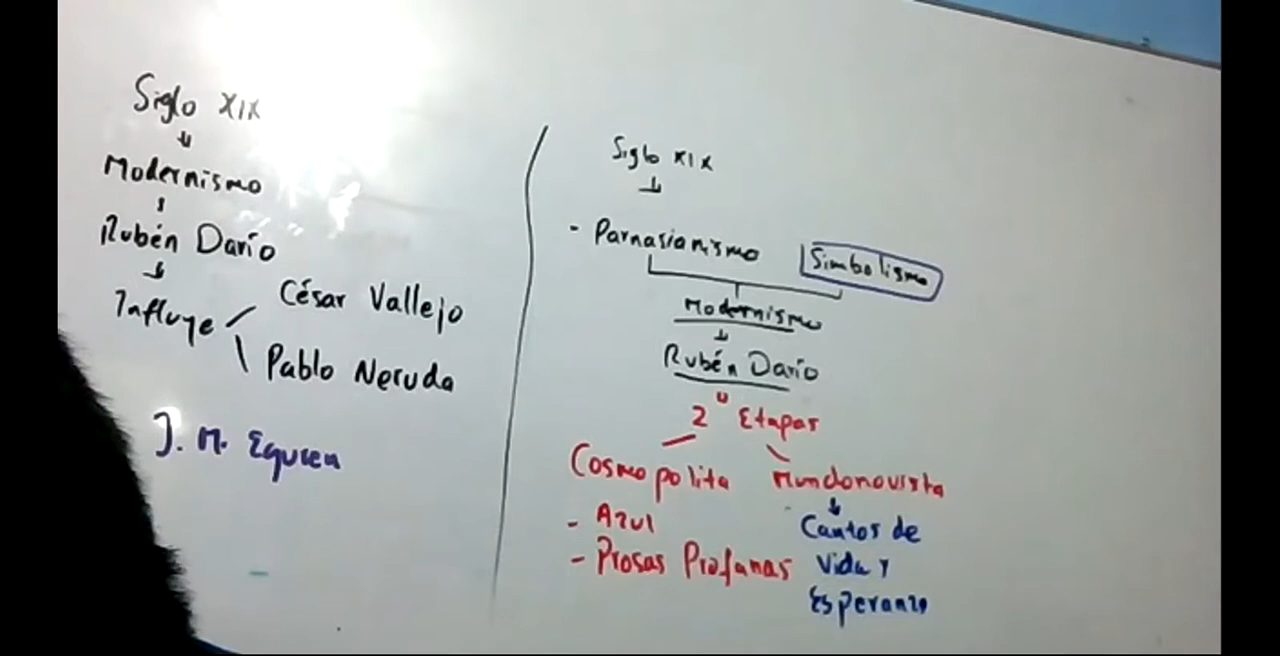 Siglo XIX
Modernismo
Rubén Darío
Influye
César Vallejo
Pablo Neruda
J. M. Eguren
Siglo XIX
- Parnasianismo
Simbolismo
Modernismo
Rubén Darío
2 Etapas
Cosmopolita
- Azul
- Prosas Profanas
Mundonovista
Cantos de
Vida y
Esperanza